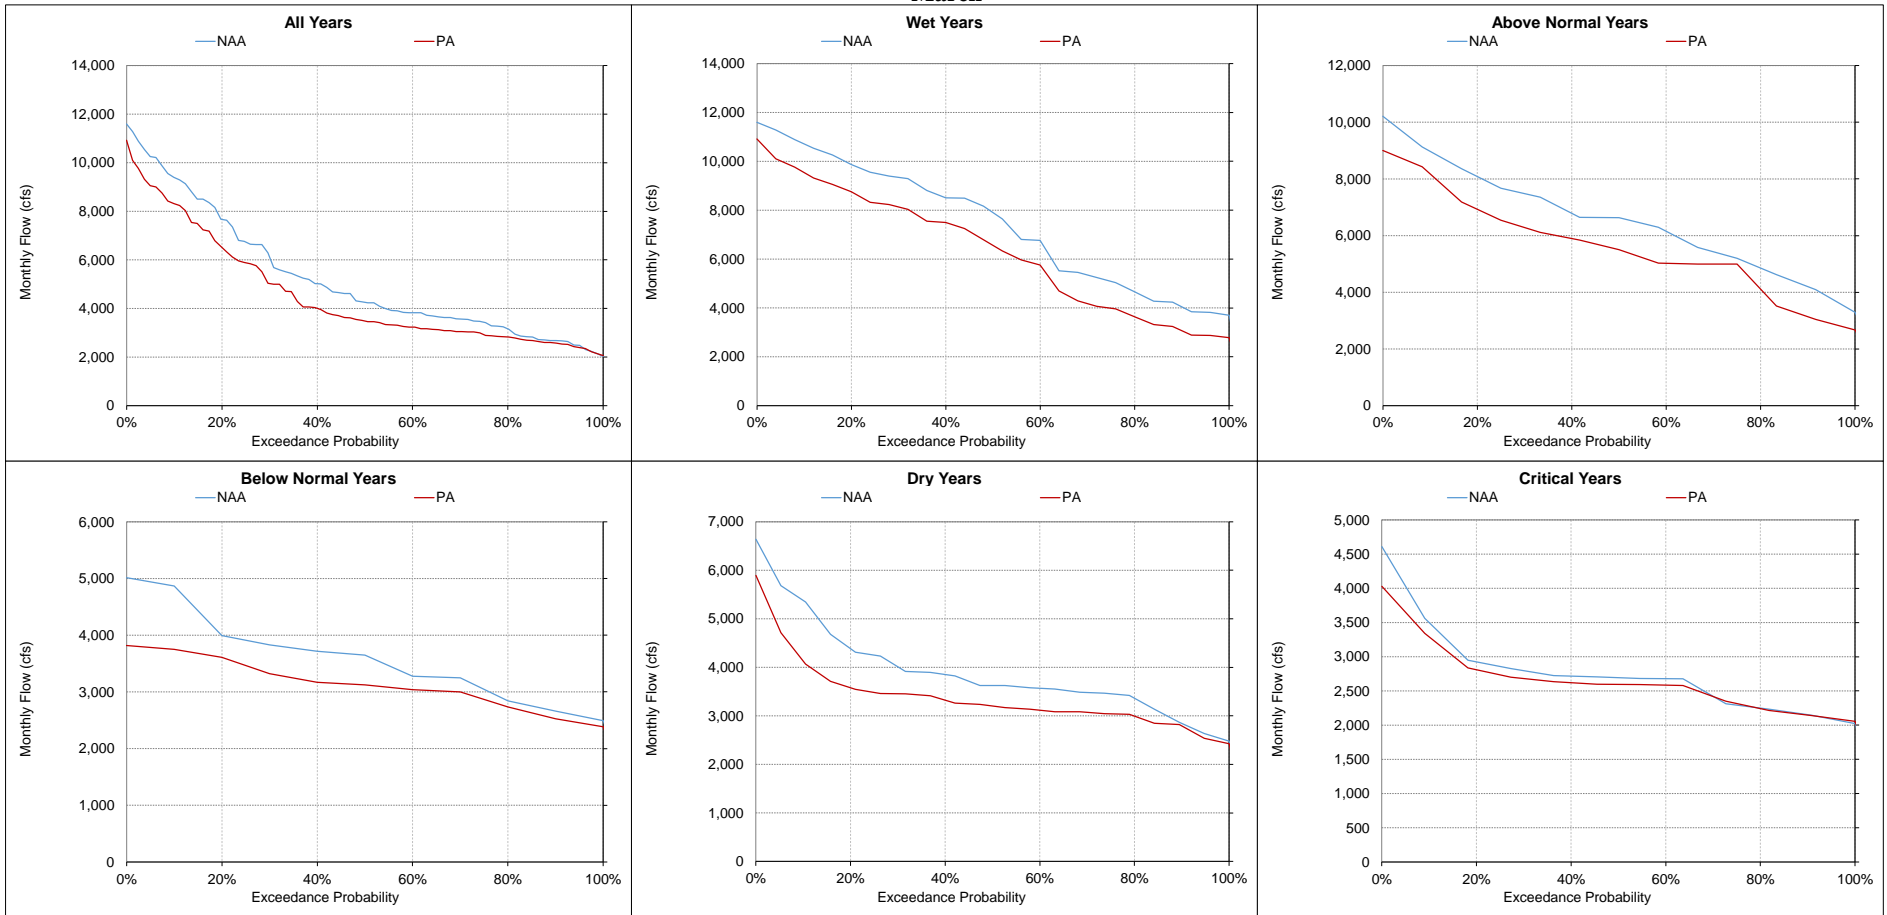 All Years
NAA PA
14,000
12,000
10,000
8,000
6,000
4,000
2,000
0
Monthly Flow (cfs)
0% 20% 40% 60% 80% 100%
Exceedance Probability
Wet Years
NAA PA
14,000
12,000
10,000
8,000
6,000
4,000
2,000
0
Monthly Flow (cfs)
0% 20% 40% 60% 80% 100%
Exceedance Probability
Above Normal Years
NAA PA
12,000
10,000
8,000
6,000
4,000
2,000
0
Monthly Flow (cfs)
0% 20% 40% 60% 80% 100%
Exceedance Probability
Below Normal Years
NAA PA
6,000
5,000
4,000
3,000
2,000
1,000
0
Monthly Flow (cfs)
0% 20% 40% 60% 80% 100%
Exceedance Probability
Dry Years
NAA PA
7,000
6,000
5,000
4,000
3,000
2,000
1,000
0
Monthly Flow (cfs)
0% 20% 40% 60% 80% 100%
Exceedance Probability
Critical Years
NAA PA
5,000
4,500
4,000
3,500
3,000
2,500
2,000
1,500
1,000
500
0
Monthly Flow (cfs)
0% 20% 40% 60% 80% 100%
Exceedance Probability